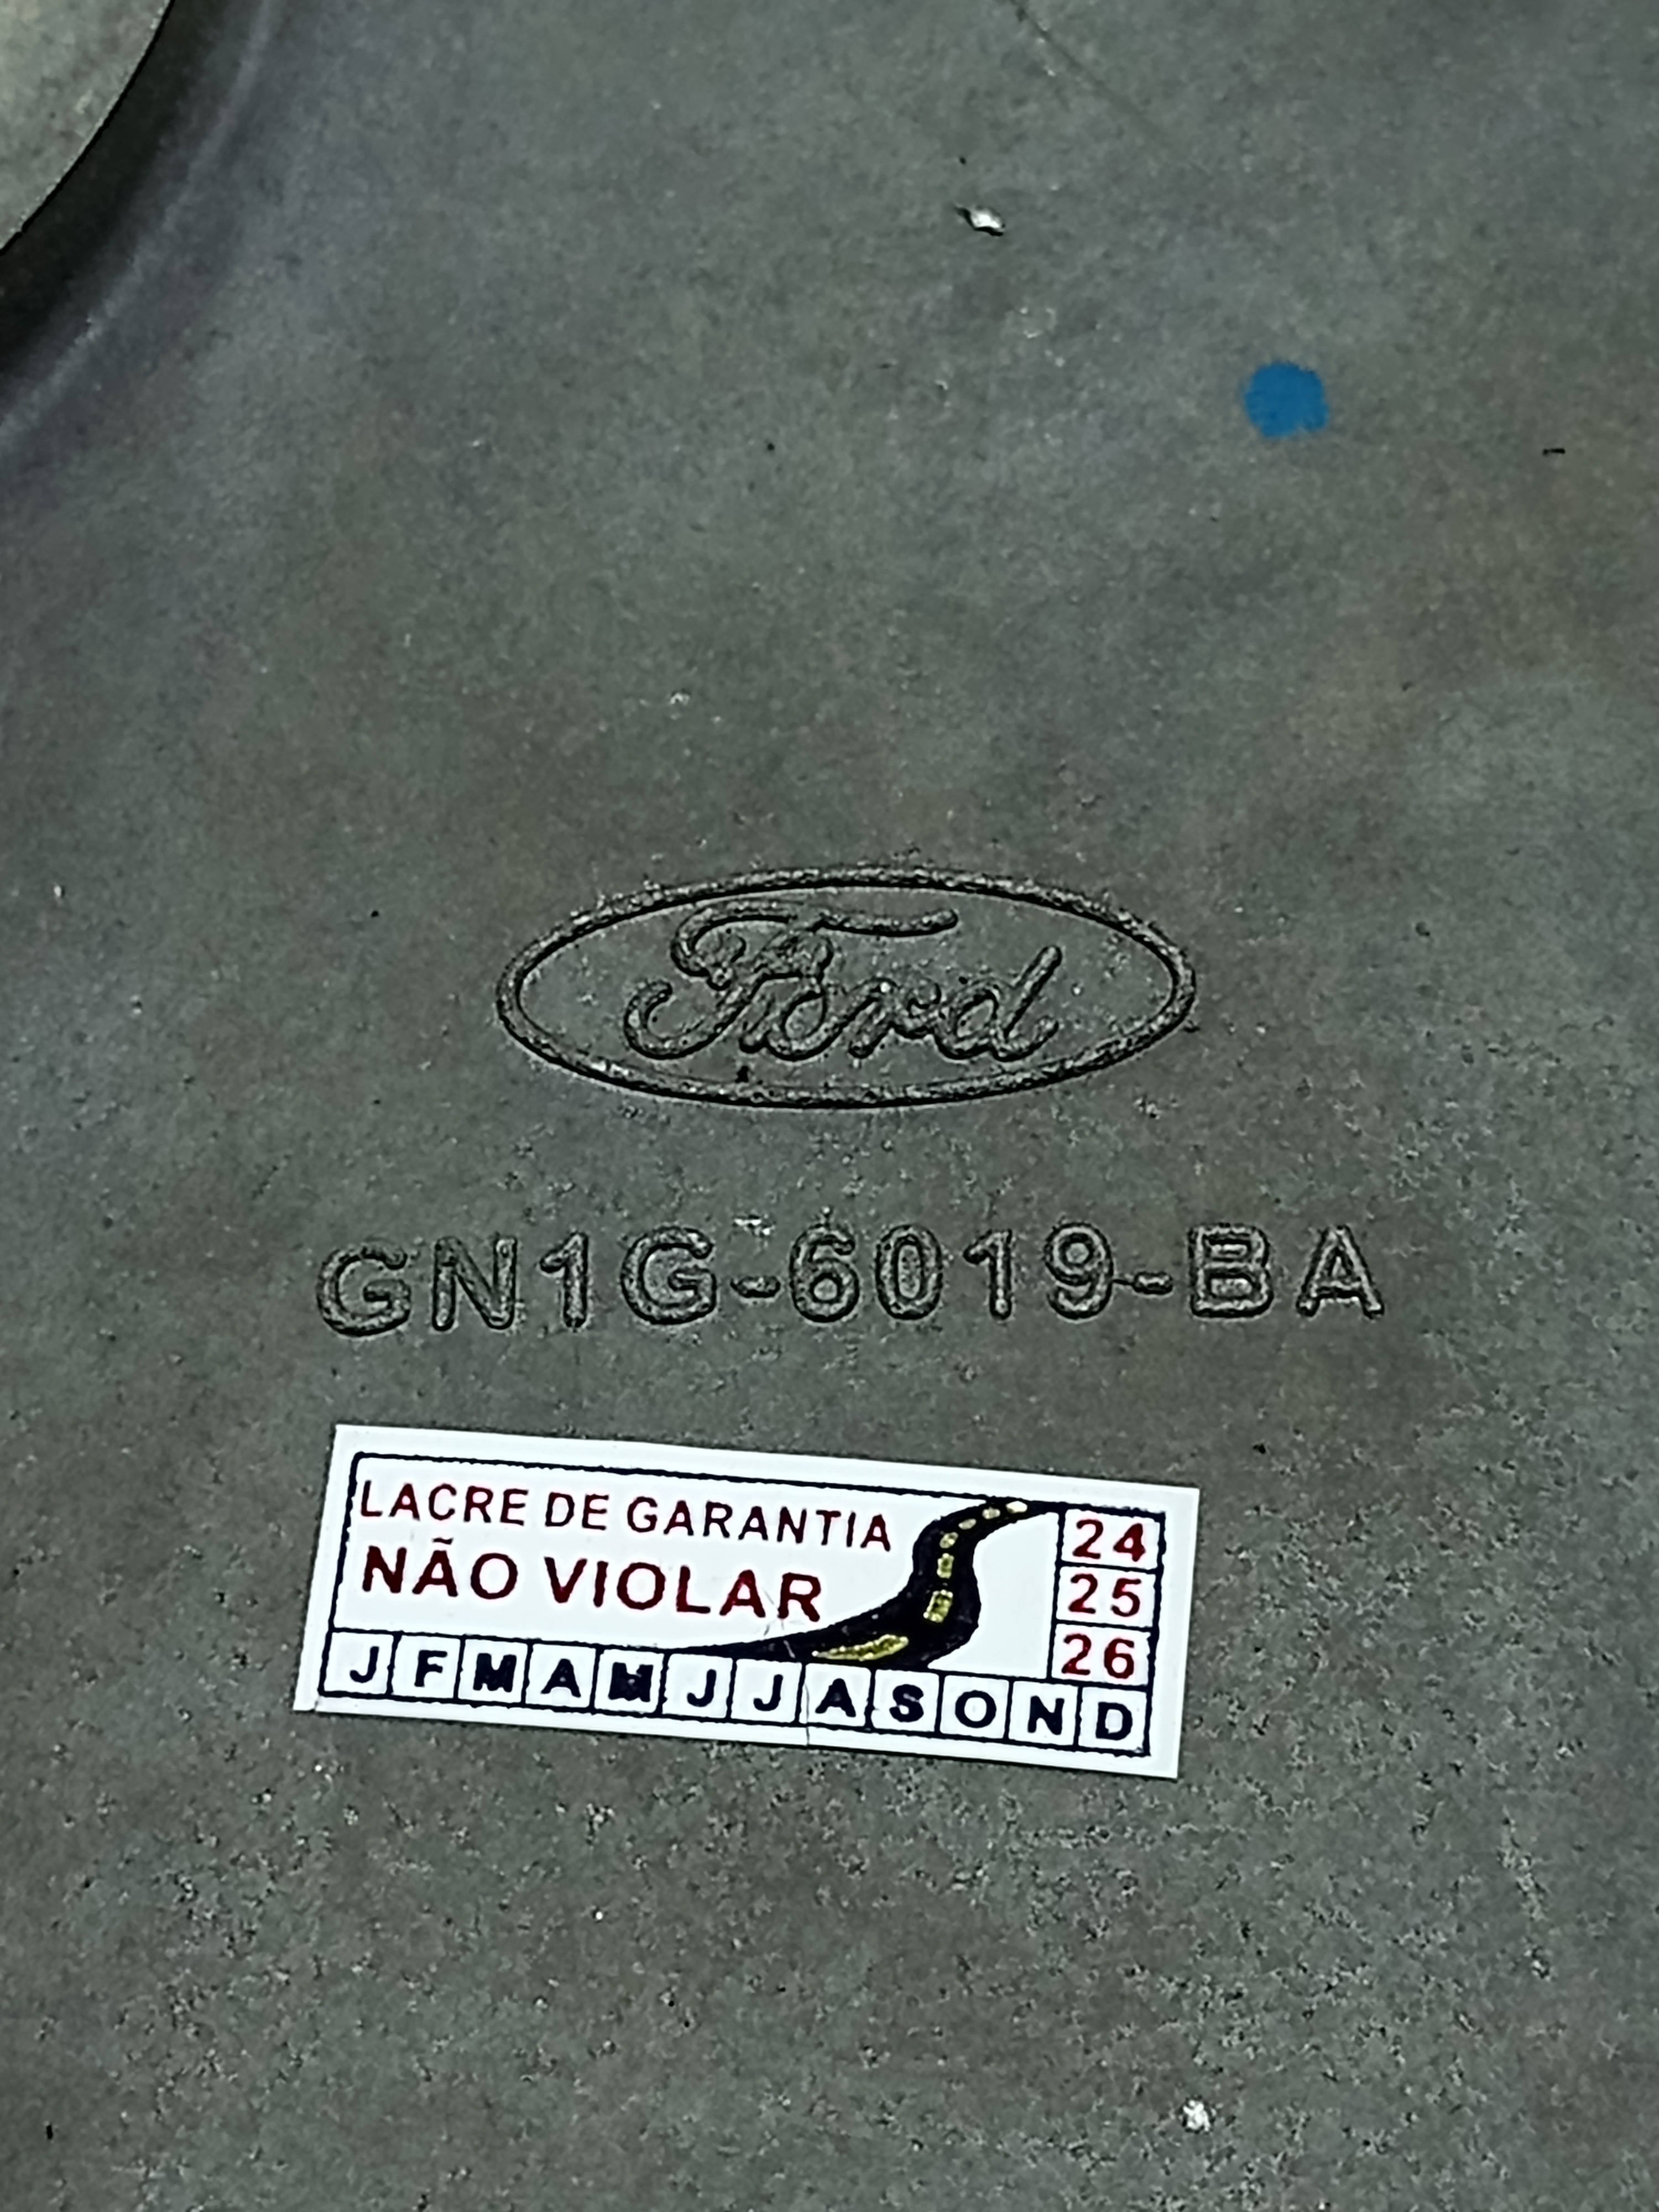 Ford
GN1G-6019-BA
LACRE DE GARANTIA
NÃO VIOLAR
24
25
26
J F M A M J J A S O N D